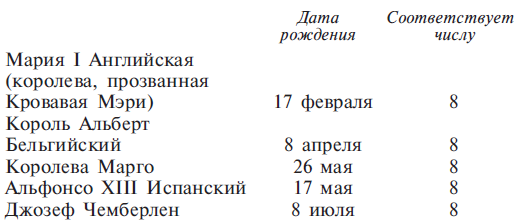 Дата Соответствует
рождения числу
Мария I Английская
(королева, прозванная
Кровавая Мэри) 17 февраля 8
Король Альберт
Бельгийский 8 апреля 8
Королева Марго 26 мая 8
Альфонсо XIII Испанский 17 мая 8
Джозеф Чемберлен 8 июля 8